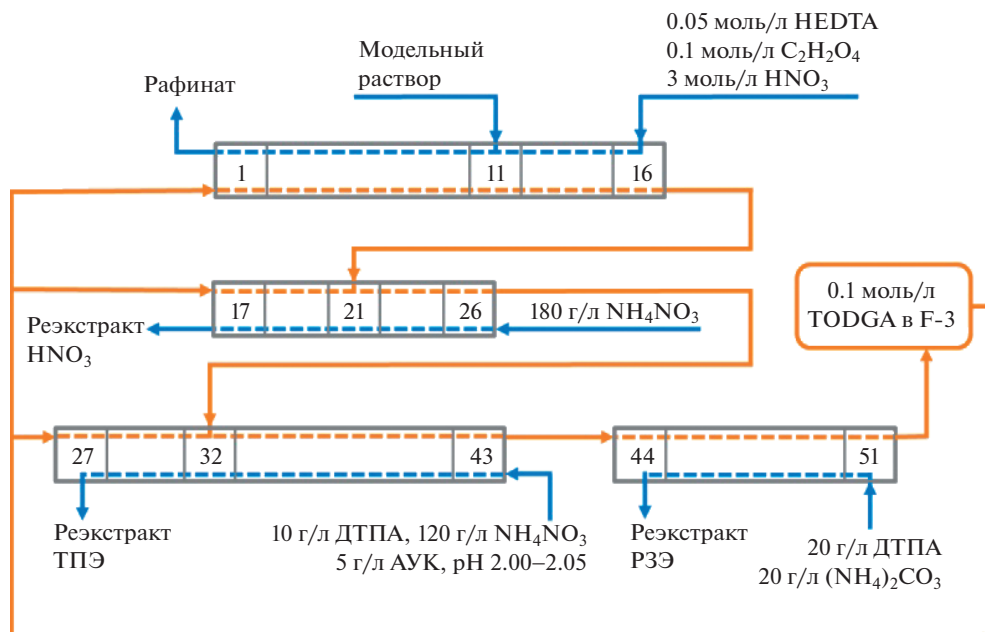 0.05 моль/л HEDTA
0.1 моль/л C₂H₂O₄
3 моль/л HNO₃
Модельный
раствор
Рафинат
1
11
16
17
21
26
180 г/л NH₄NO₃
Реэкстракт
HNO₃
0.1 моль/л
TODGA в F-3
27
32
43
44
51
Реэкстракт
ТПЭ
10 г/л ДТПА, 120 г/л NH₄NO₃
5 г/л АУК, pH 2.00–2.05
Реэкстракт
РЗЭ
20 г/л ДТПА
20 г/л (NH₄)₂CO₃